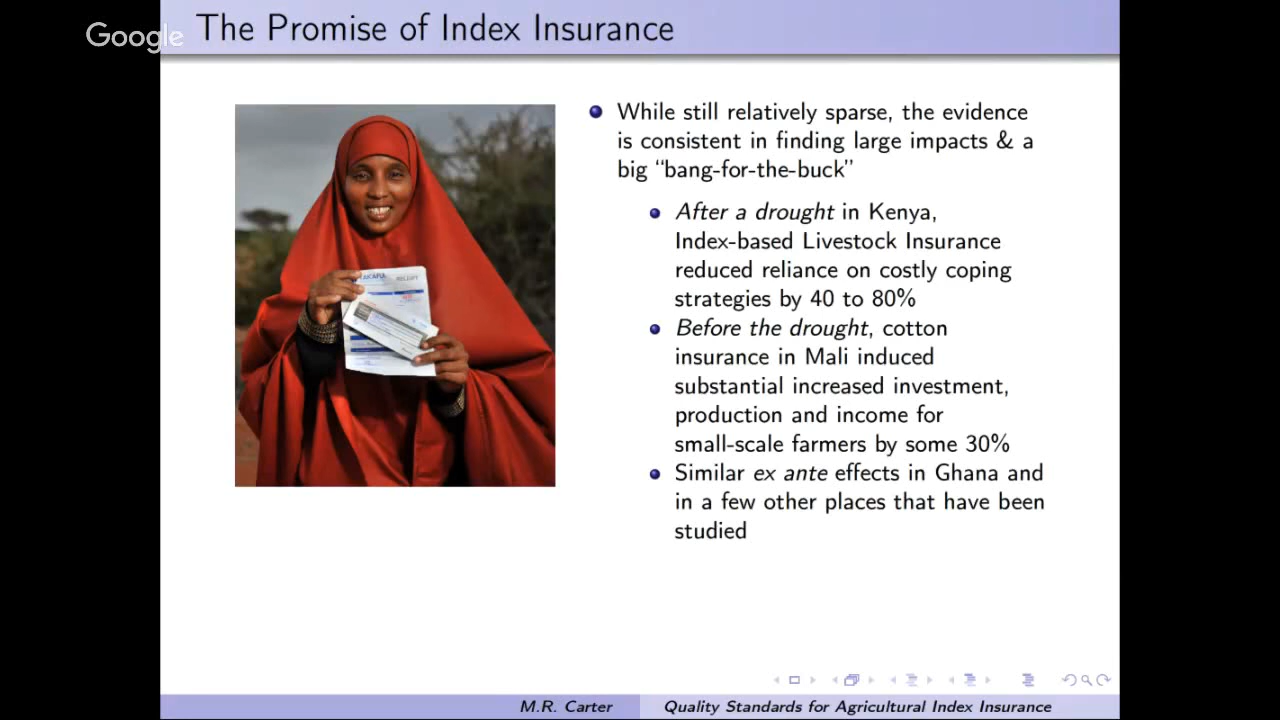 Google
The Promise of Index Insurance
While still relatively sparse, the evidence
is consistent in finding large impacts & a
big “bang-for-the-buck”
After a drought in Kenya,
Index-based Livestock Insurance
reduced reliance on costly coping
strategies by 40 to 80%
Before the drought, cotton
insurance in Mali induced
substantial increased investment,
production and income for
small-scale farmers by some 30%
Similar ex ante effects in Ghana and
in a few other places that have been
studied
M.R. Carter
Quality Standards for Agricultural Index Insurance